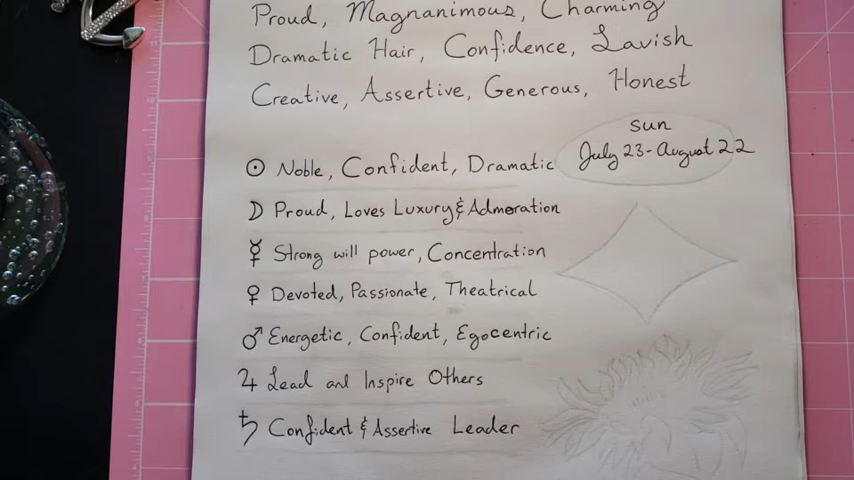 Proud, Magnanimous, Charming
Dramatic Hair, Confidence, Lavish
Creative, Assertive, Generous, Honest
Sun
July 23-August 22
☉ Noble, Confident, Dramatic
☽ Proud, Loves Luxury & Admoration
☿ Strong will power, Concentration
♀ Devoted, Passionate, Theatrical
♂ Energetic, Confident, Egocentric
♃ Lead and Inspire Others
♄ Confident & Assertive Leader